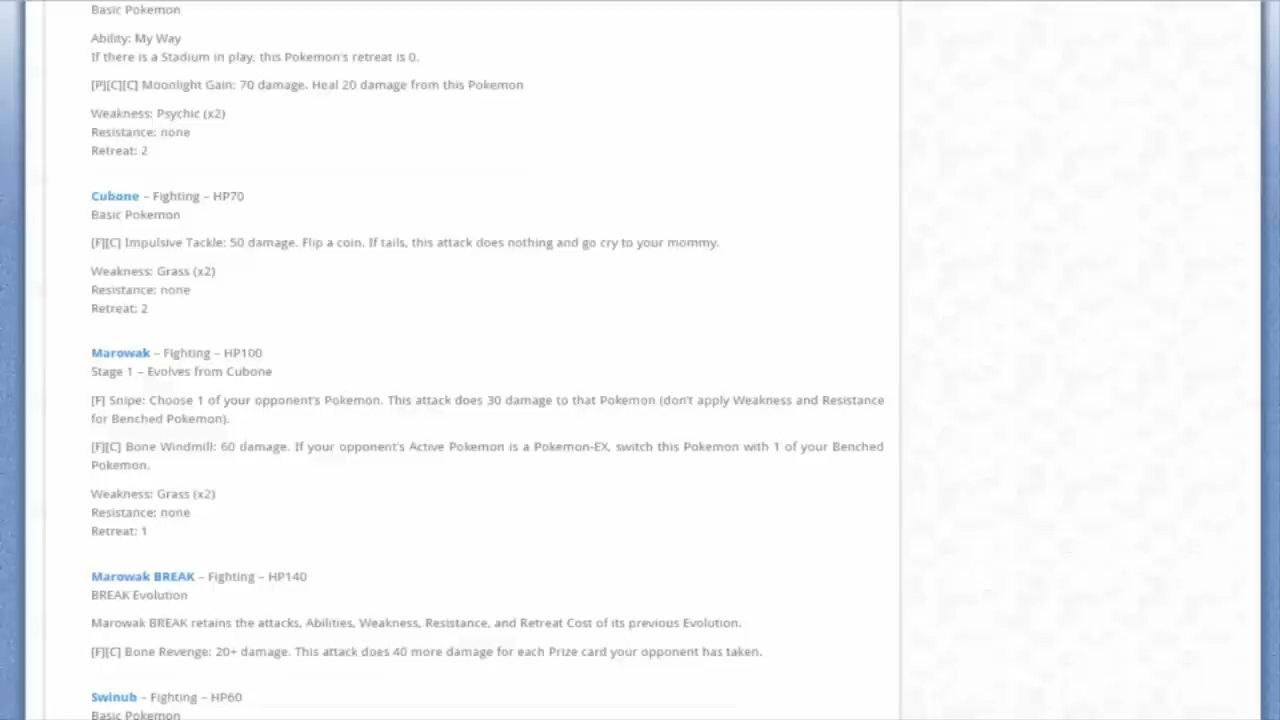 Basic Pokemon
Ability: My Way
If there is a Stadium in play, this Pokemon's retreat is 0.
[P][C][C] Moonlight Gain: 70 damage. Heal 20 damage from this Pokemon
Weakness: Psychic (x2)
Resistance: none
Retreat: 2
Cubone – Fighting – HP70
Basic Pokemon
[F][C] Impulsive Tackle: 50 damage. Flip a coin. If tails, this attack does nothing and go cry to your mommy.
Weakness: Grass (x2)
Resistance: none
Retreat: 2
Marowak – Fighting – HP100
Stage 1 – Evolves from Cubone
[F] Snipe: Choose 1 of your opponent's Pokemon. This attack does 30 damage to that Pokemon (don't apply Weakness and Resistance
for Benched Pokemon).
[F][C] Bone Windmill: 60 damage. If your opponent's Active Pokemon is a Pokemon-EX, switch this Pokemon with 1 of your Benched
Pokemon.
Weakness: Grass (x2)
Resistance: none
Retreat: 1
Marowak BREAK – Fighting – HP140
BREAK Evolution
Marowak BREAK retains the attacks, Abilities, Weakness, Resistance, and Retreat Cost of its previous Evolution.
[F][C] Bone Revenge: 20+ damage. This attack does 40 more damage for each Prize card your opponent has taken.
Swinub – Fighting – HP60
Basic Pokemon